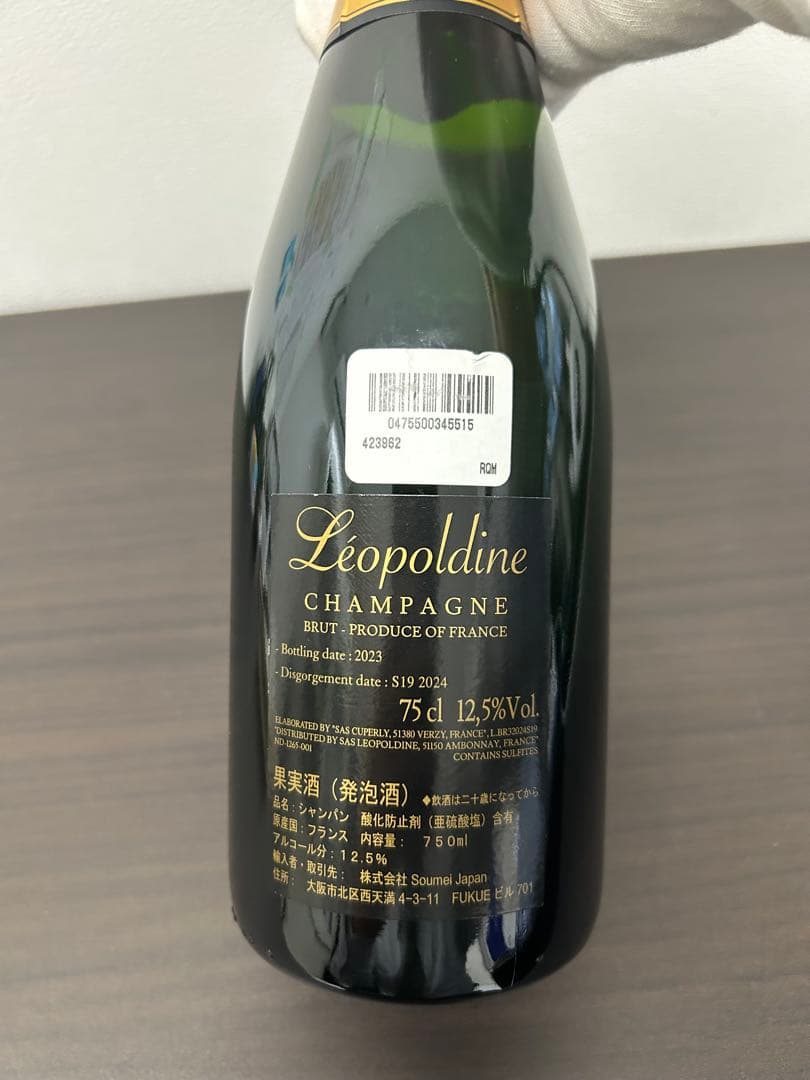 0475500345515
423862
RQM
Léopoldine
CHAMPAGNE
BRUT - PRODUCE OF FRANCE
- Bottling date : 2023
- Disgorgement date : S19 2024
75 cl 12,5%Vol.
ELABORATED BY "SAS CUPERLY, 51380 VERZY, FRANCE", L.BR32024S19
"DISTRIBUTED BY SAS LEOPOLDINE, 51150 AMBONNAY, FRANCE"
ND-1265-001
CONTAINS SULFITES
果実酒（発泡酒） ◆飲酒は二十歳になってから
品名：シャンパン 酸化防止剤（亜硫酸塩）含有
原産国：フランス 内容量： 750ml
アルコール分：12.5%
輸入者・取引先： 株式会社 Soumei Japan
住所： 大阪市北区西天満4-3-11 FUKUE ビル 701